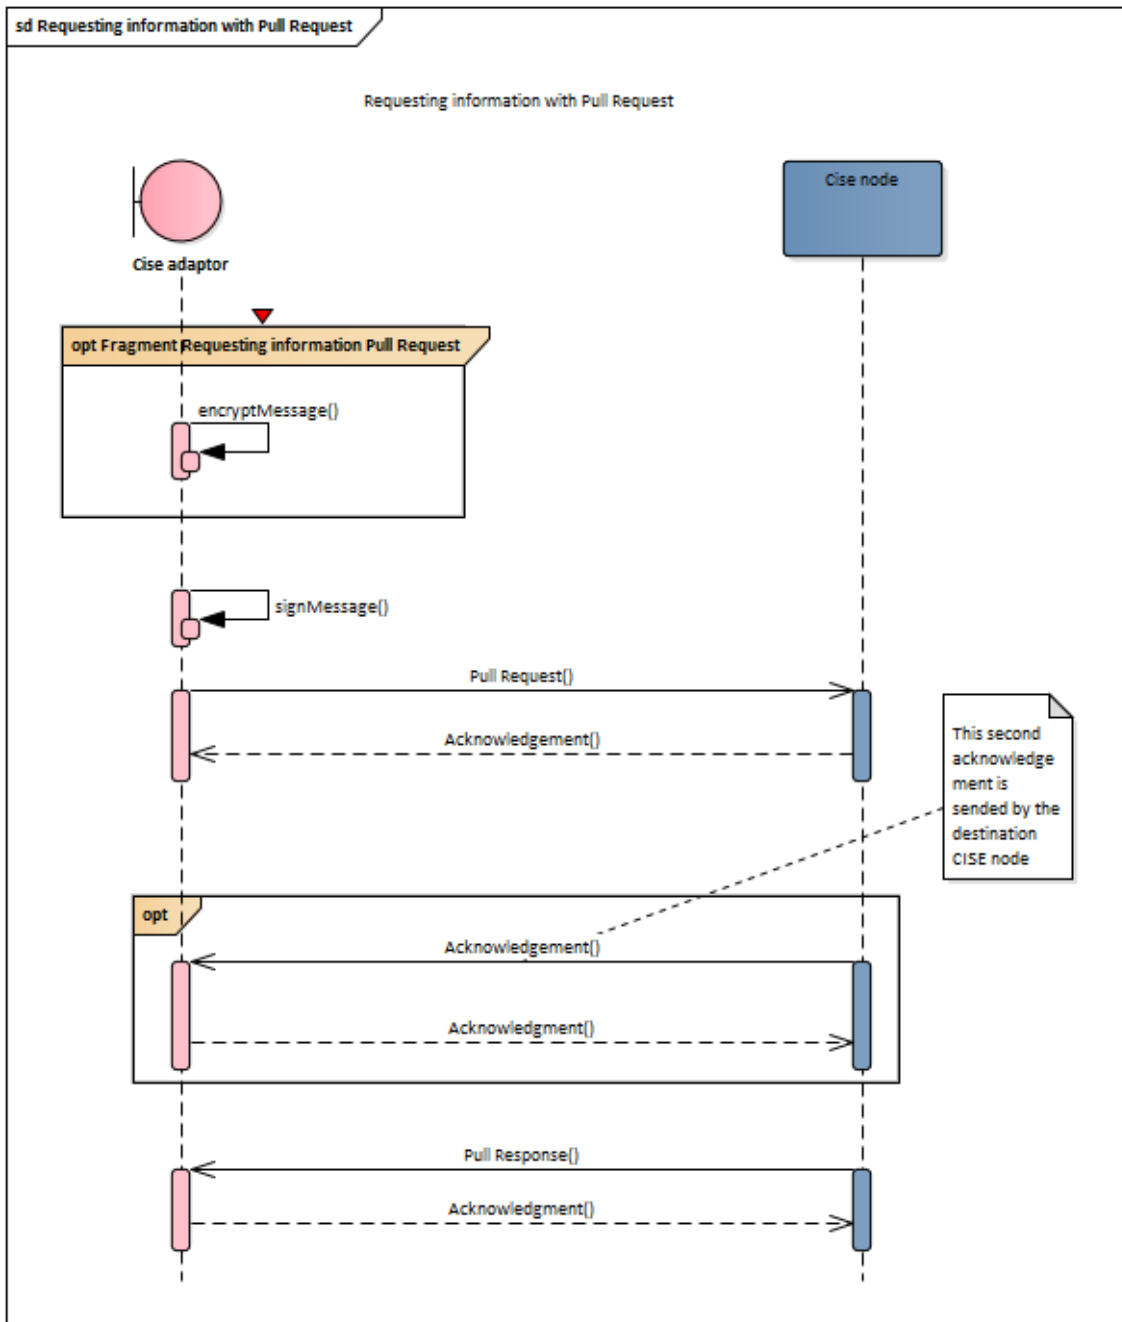 sd Requesting information with Pull Request
Requesting information with Pull Request
Cise node
Cise adaptor
opt Fragment Requesting information Pull Request
encryptMessage()
signMessage()
Pull Request()
Acknowledgement()
This second
acknowledge
ment is
sended by the
destination
CISE node
opt
Acknowledgement()
Acknowledgment()
Pull Response()
Acknowledgment()